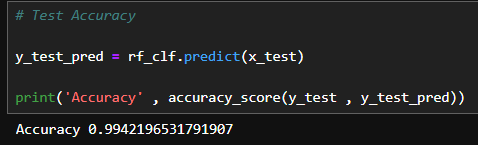 # Test Accuracy
y_test_pred = rf_clf.predict(x_test)
print('Accuracy' , accuracy_score(y_test , y_test_pred))
Accuracy 0.9942196531791907